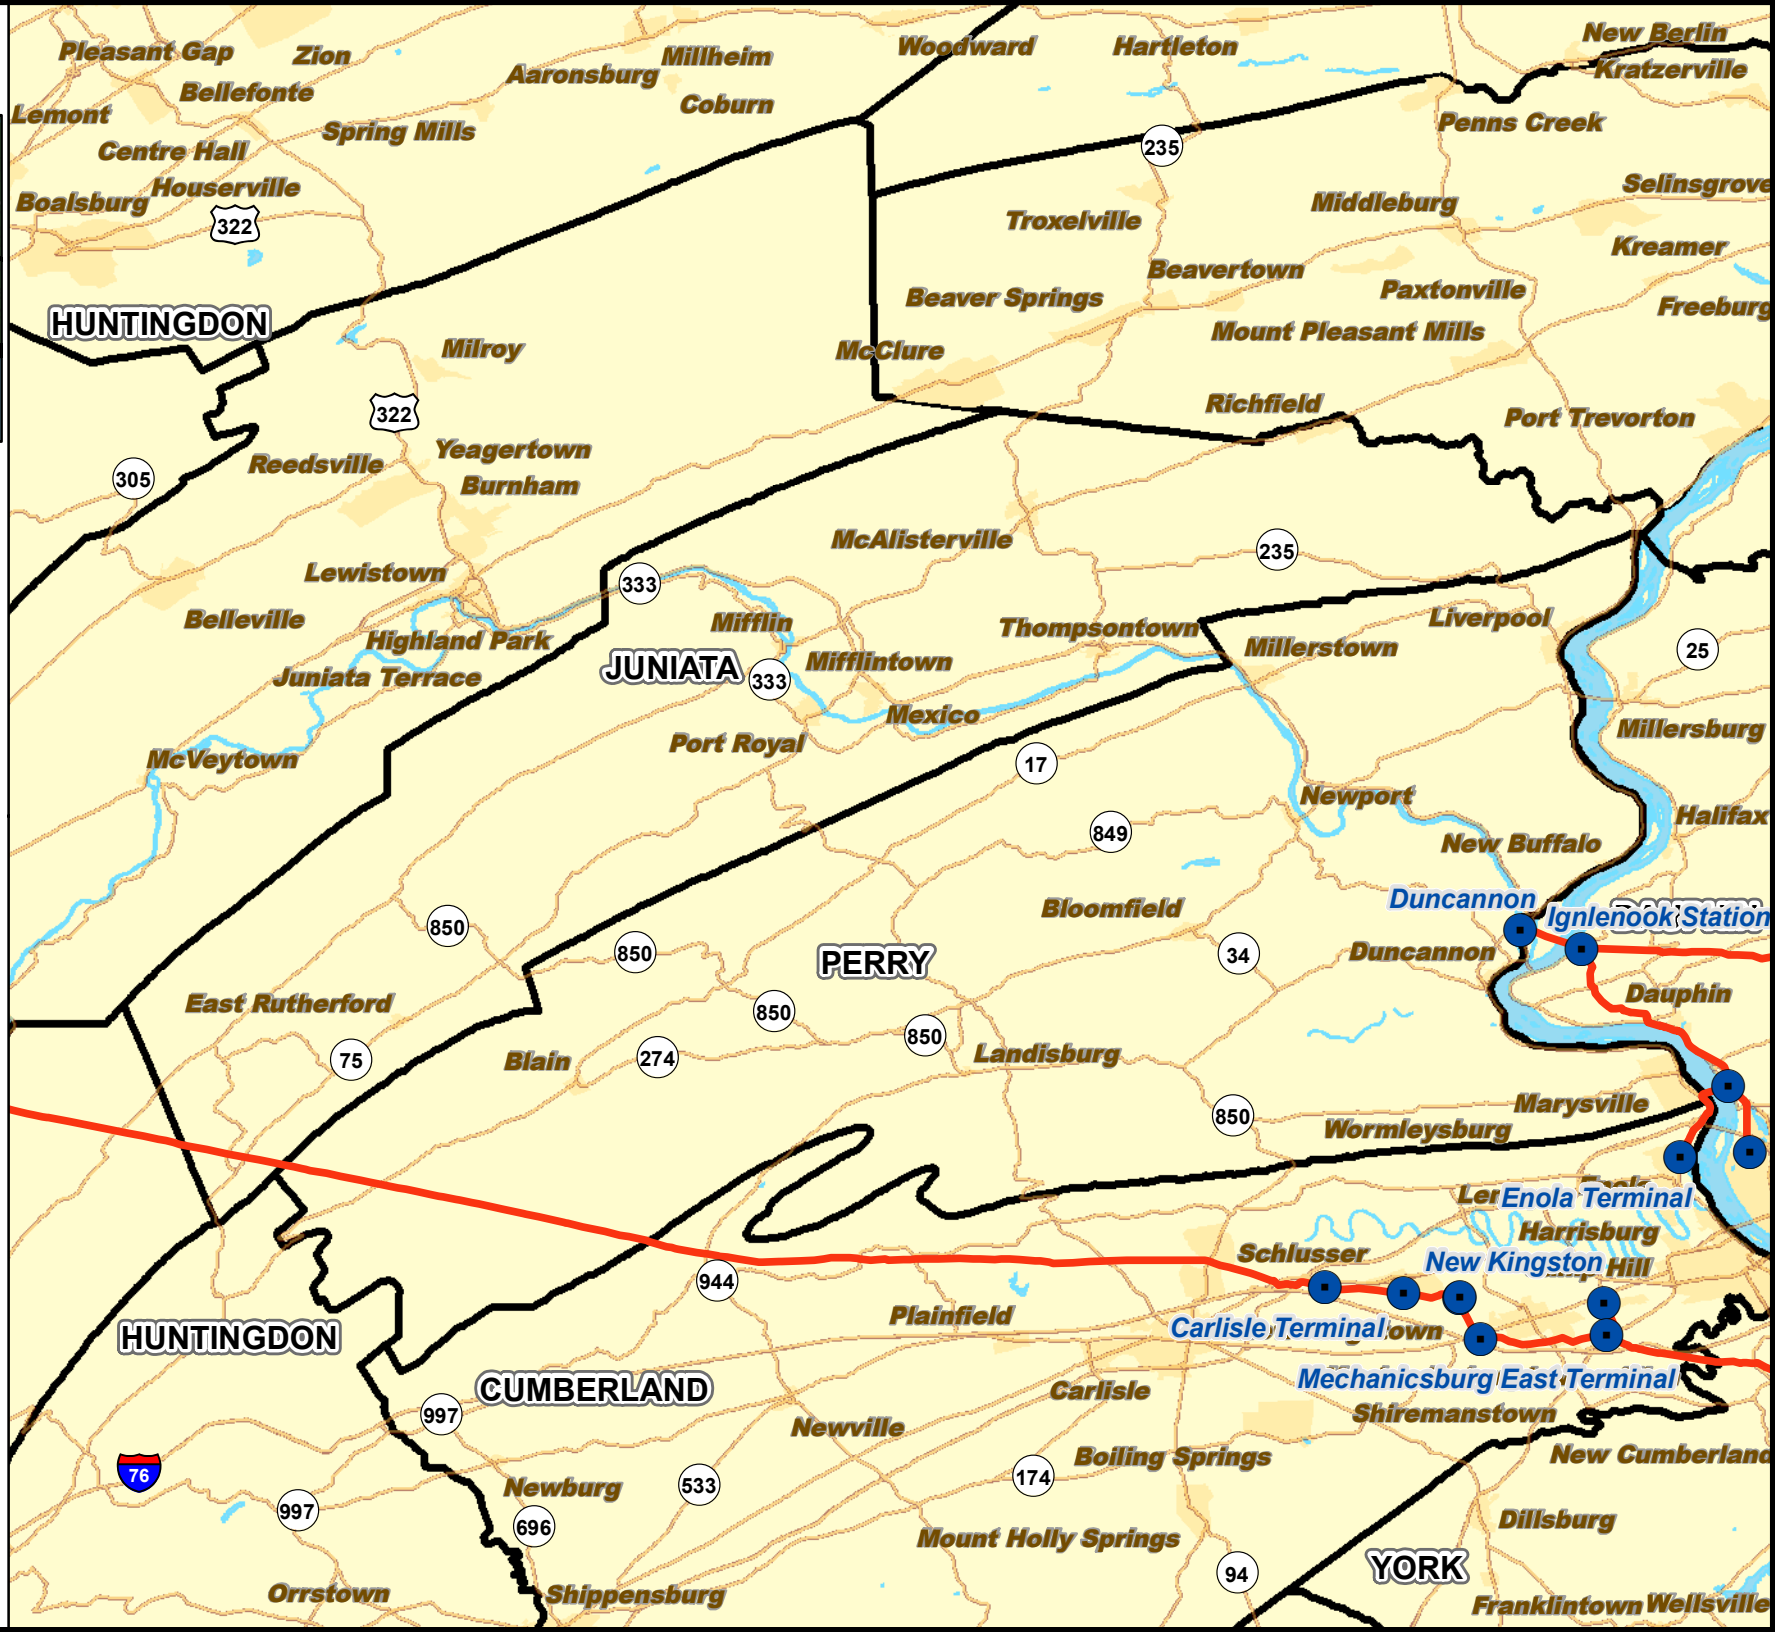 New Berlin
Woodward
Hartleton
Pleasant Gap
Zion
Millheim
Aaronsburg
Kratzerville
Bellefonte
Coburn
Lemont
Spring Mills
Penns Creek
235
Centre Hall
Houserville
Selinsgrove
Boalsburg
Middleburg
322
Troxelville
Kreamer
Beavertown
Paxtonville
Beaver Springs
Freeburg
HUNTINGDON
Mount Pleasant Mills
Milroy
McClure
Richfield
322
Port Trevorton
Yeagertown
Reedsville
305
Burnham
McAlisterville
235
Lewistown
333
Belleville
Mifflin
Thompsontown
Liverpool
Highland Park
Millerstown
25
JUNIATA
Mifflintown
Juniata Terrace
333
Mexico
Millersburg
Port Royal
McVeytown
17
Newport
Halifax
849
New Buffalo
Duncannon
Bloomfield
Ignlenook Station
850
850
34
Duncannon
PERRY
Dauphin
East Rutherford
850
850
Landisburg
75
Blain
274
Marysville
850
Wormleysburg
Enola Terminal
Harrisburg
Schlusser
New Kingston
Hill
944
Plainfield
Carlisle Terminal
own
HUNTINGDON
Mechanicsburg East Terminal
CUMBERLAND
Carlisle
997
Shiremanstown
Newville
Boiling Springs
New Cumberland
76
174
533
Newburg
997
Dillsburg
696
Mount Holly Springs
YORK
94
Orrstown
Shippensburg
Franklintown
Wellsville